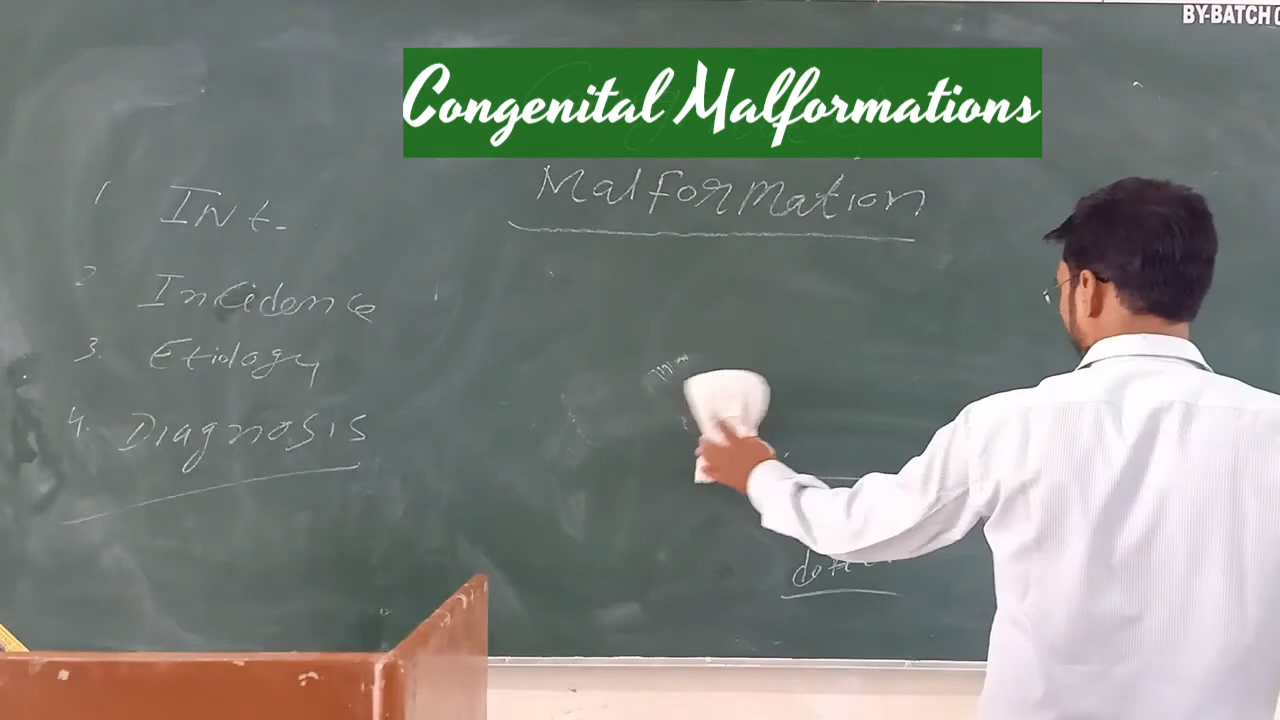 BY-BATCH
Congenital Malformations
Malformation
1 INt-
2 Incidence
3. Etiology
4. Diagnosis